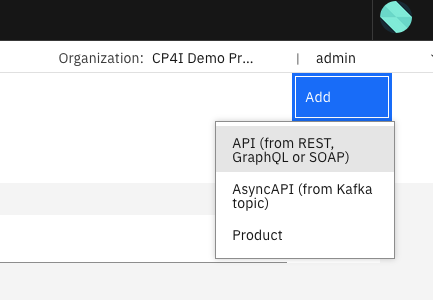 Organization: CP4I Demo Pr... | admin
Add
API (from REST,
GraphQL or SOAP)
AsyncAPI (from Kafka
topic)
Product